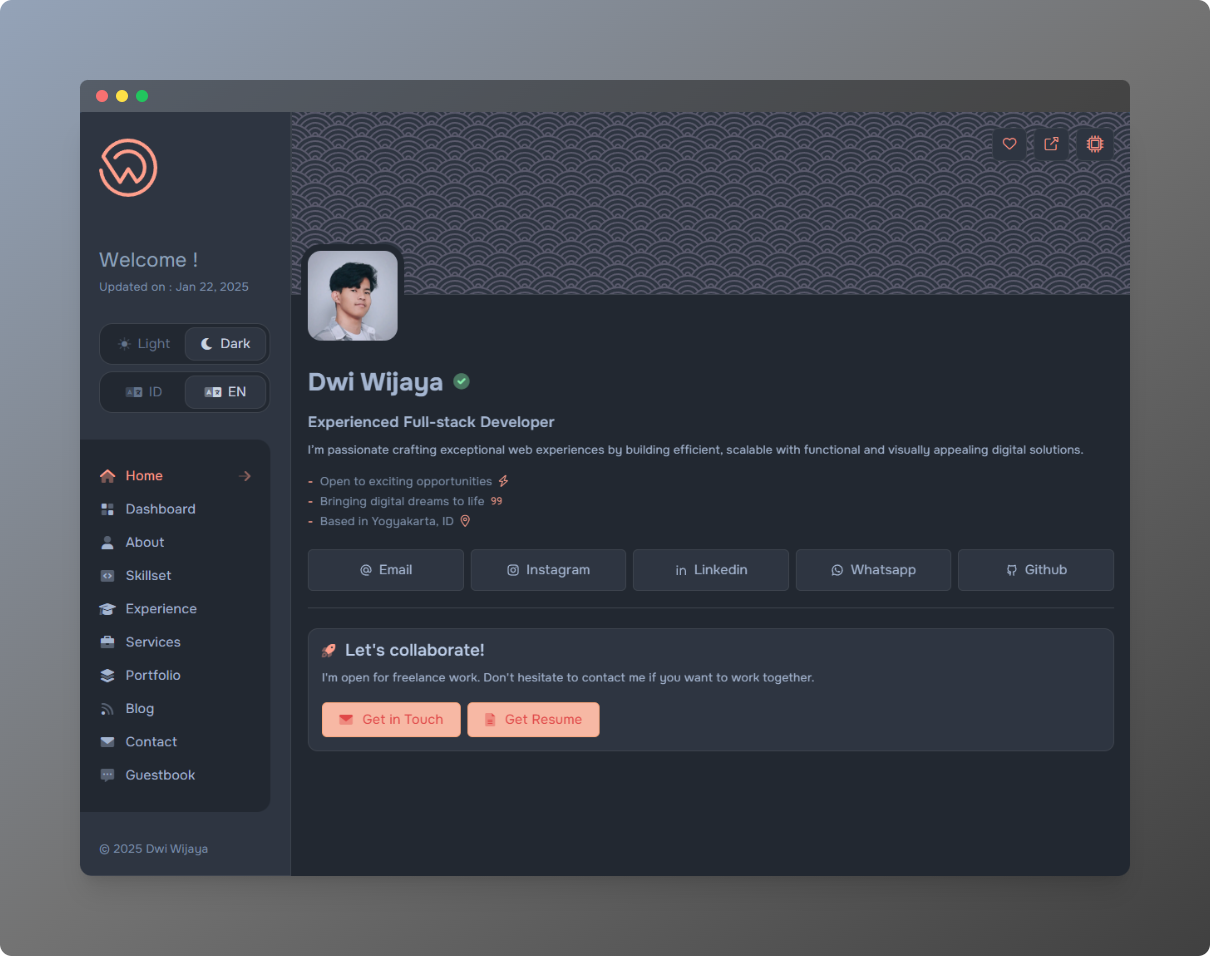 Welcome !
Updated on : Jan 22, 2025
Light
Dark
ID
EN
Home
Dashboard
About
Skillset
Experience
Services
Portfolio
Blog
Contact
Guestbook
© 2025 Dwi Wijaya
Dwi Wijaya
Experienced Full-stack Developer
I'm passionate crafting exceptional web experiences by building efficient, scalable with functional and visually appealing digital solutions.
- Open to exciting opportunities
- Bringing digital dreams to life 99
- Based in Yogyakarta, ID
@ Email
Instagram
in Linkedin
Whatsapp
Github
Let's collaborate!
I'm open for freelance work. Don't hesitate to contact me if you want to work together.
Get in Touch
Get Resume